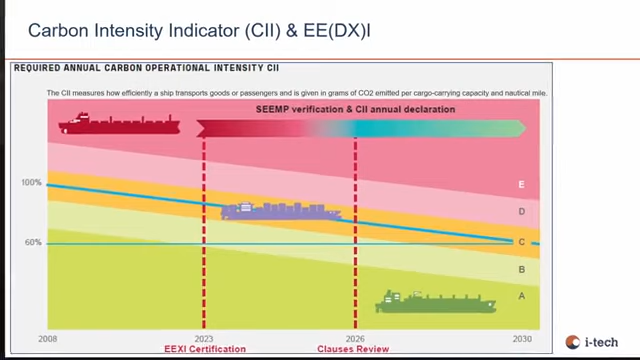 Carbon Intensity Indicator (CII) & EE(DX)I
REQUIRED ANNUAL CARBON OPERATIONAL INTENSITY CII
The CII measures how efficiently a ship transports goods or passengers and is given in grams of CO2 emitted per cargo-carrying capacity and nautical mile.
SEEMP verification & CII annual declaration
E
100%
D
60%
C
B
A
2008
2023
2026
2030
EEXI Certification
Clauses Review
i-tech